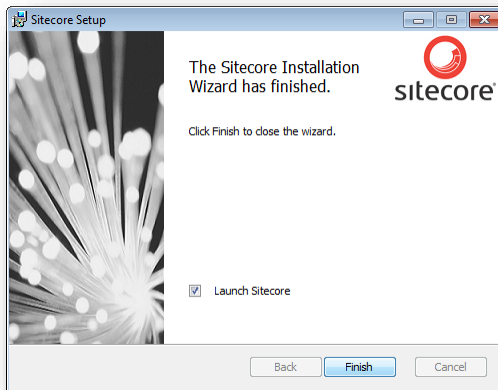 Sitecore Setup
The Sitecore Installation
Wizard has finished.
sitecore
Click Finish to close the wizard.
Launch Sitecore
Back
Finish
Cancel